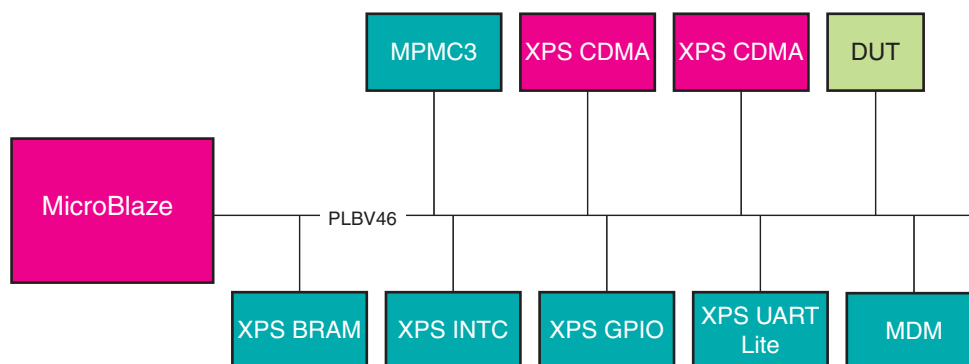 MPMC3
XPS CDMA
XPS CDMA
DUT
MicroBlaze
PLBV46
XPS BRAM
XPS INTC
XPS GPIO
XPS UART
Lite
MDM